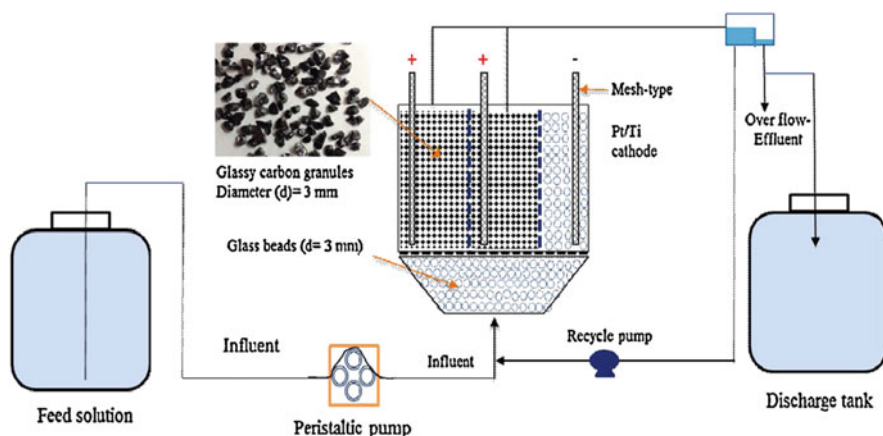 + + -
Mesh-type
Pt/Ti
cathode
Over flow-
Effluent
Glassy carbon granules
Diameter (d)= 3 mm
Glass beads (d= 3 mm)
Influent
Influent
Recycle pump
Feed solution
Peristaltic pump
Discharge tank